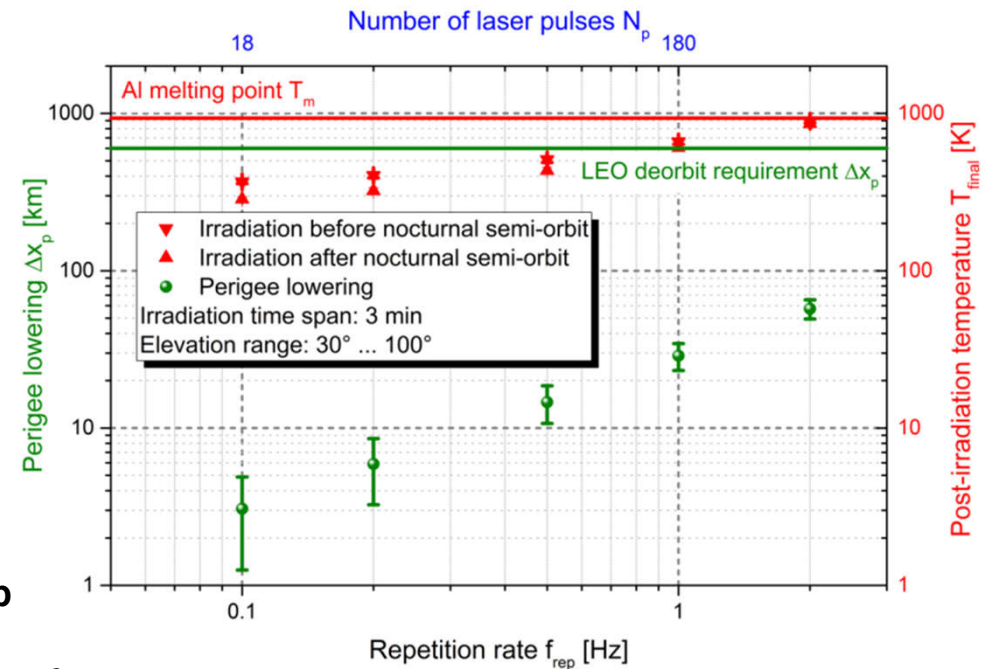 Number of laser pulses Np
18
180
Al melting point Tm
1000
1000
LEO deorbit requirement Δxp
Irradiation before nocturnal semi-orbit
Irradiation after nocturnal semi-orbit
Perigee lowering
Irradiation time span: 3 min
Elevation range: 30° ... 100°
100
100
10
10
1
1
0.1
1
Perigee lowering Δxp [km]
Post-irradiation temperature Tfinal [K]
Repetition rate frep [Hz]